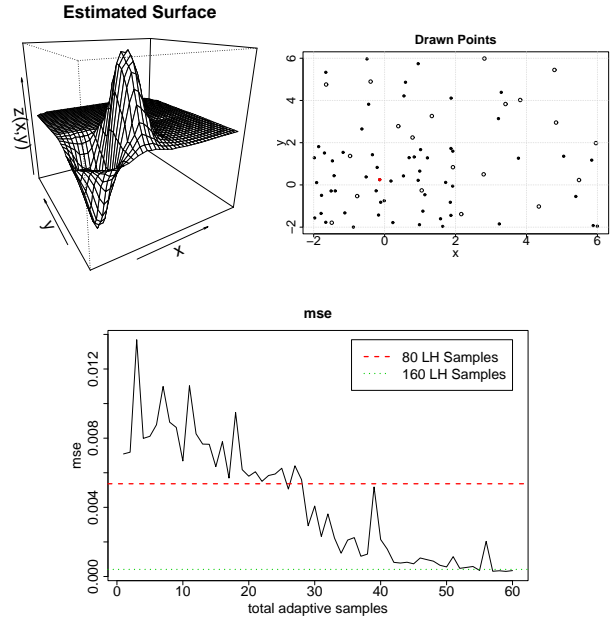 Estimated Surface
z(x,y)
y
x
Drawn Points
y
6
4
2
0
−2
−2 0 2 4 6
x
mse
mse
0.012
0.008
0.004
0.000
80 LH Samples
160 LH Samples
0 10 20 30 40 50 60
total adaptive samples